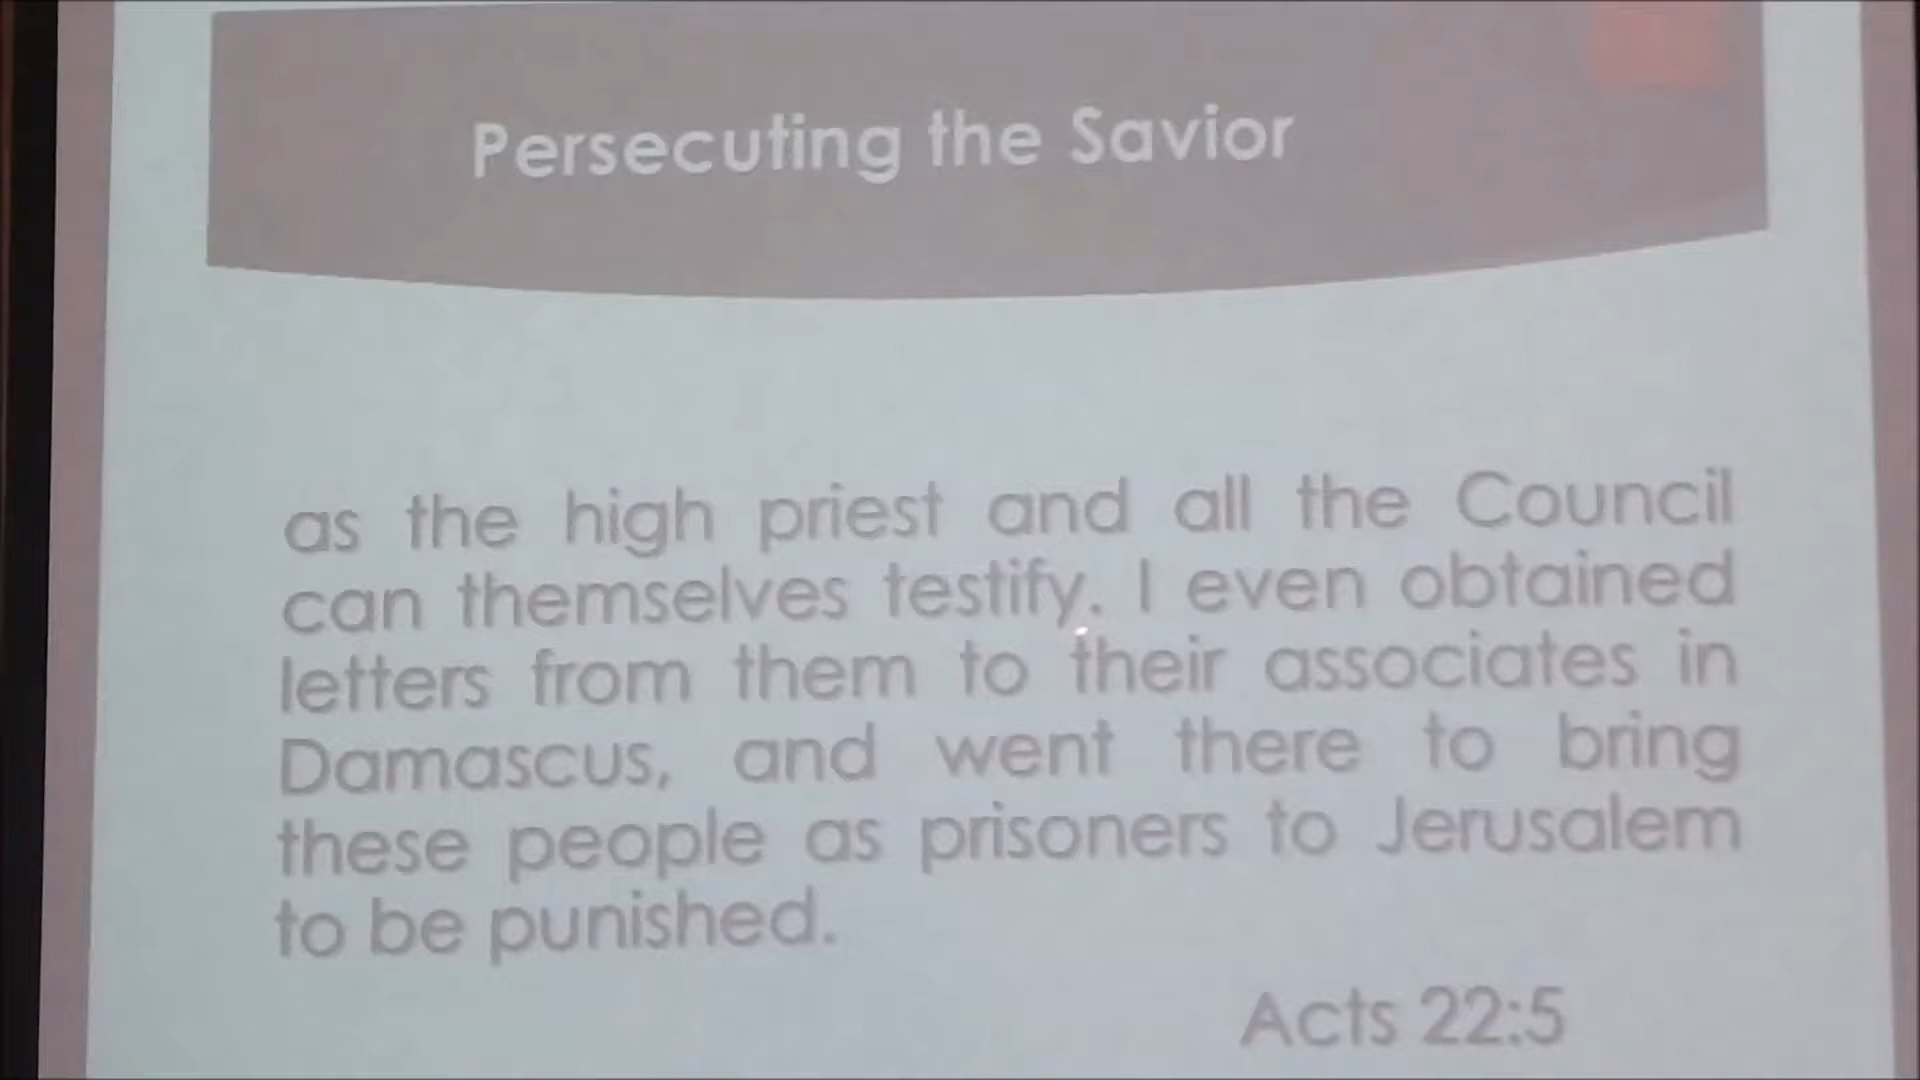 Persecuting the Savior
as the high priest and all the Council
can themselves testify. I even obtained
letters from them to their associates in
Damascus, and went there to bring
these people as prisoners to Jerusalem
to be punished.
Acts 22:5